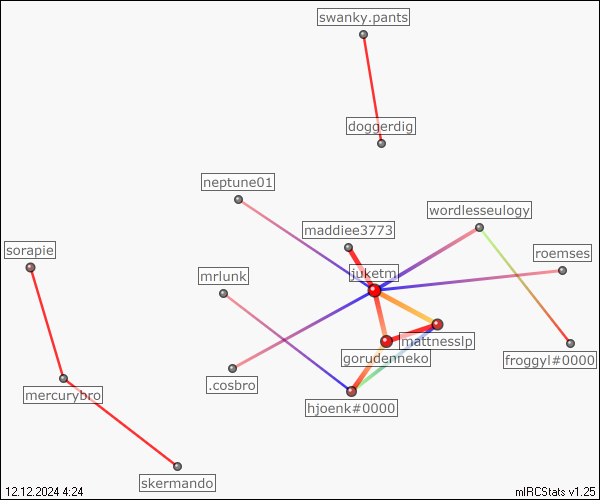 swanky.pants
doggerdig
neptune01
wordlesseulogy
maddiee3773
sorapie
roemses
juketm
mrlunk
mattnesslp
gorudenneko
froggyl#0000
.cosbro
mercurybro
hjoenk#0000
skermando
12.12.2024 4:24
mIRCStats v1.25